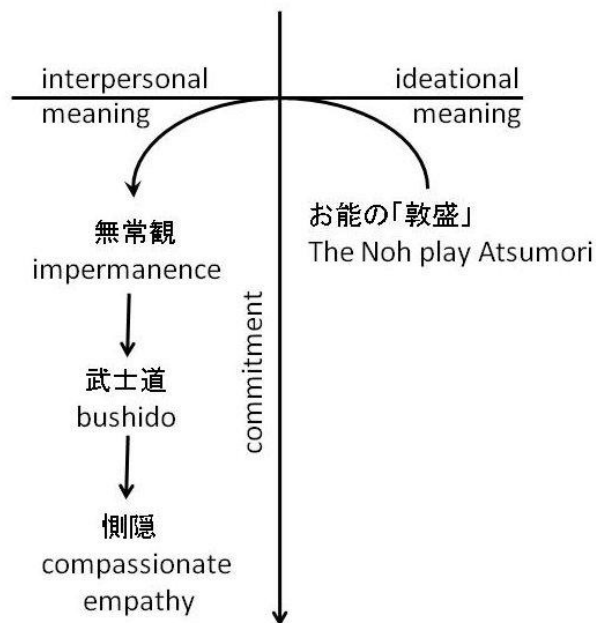 interpersonal
meaning
ideational
meaning
無常観
impermanence
お能の「敦盛」
The Noh play Atsumori
commitment
武士道
bushido
惻隠
compassionate
empathy